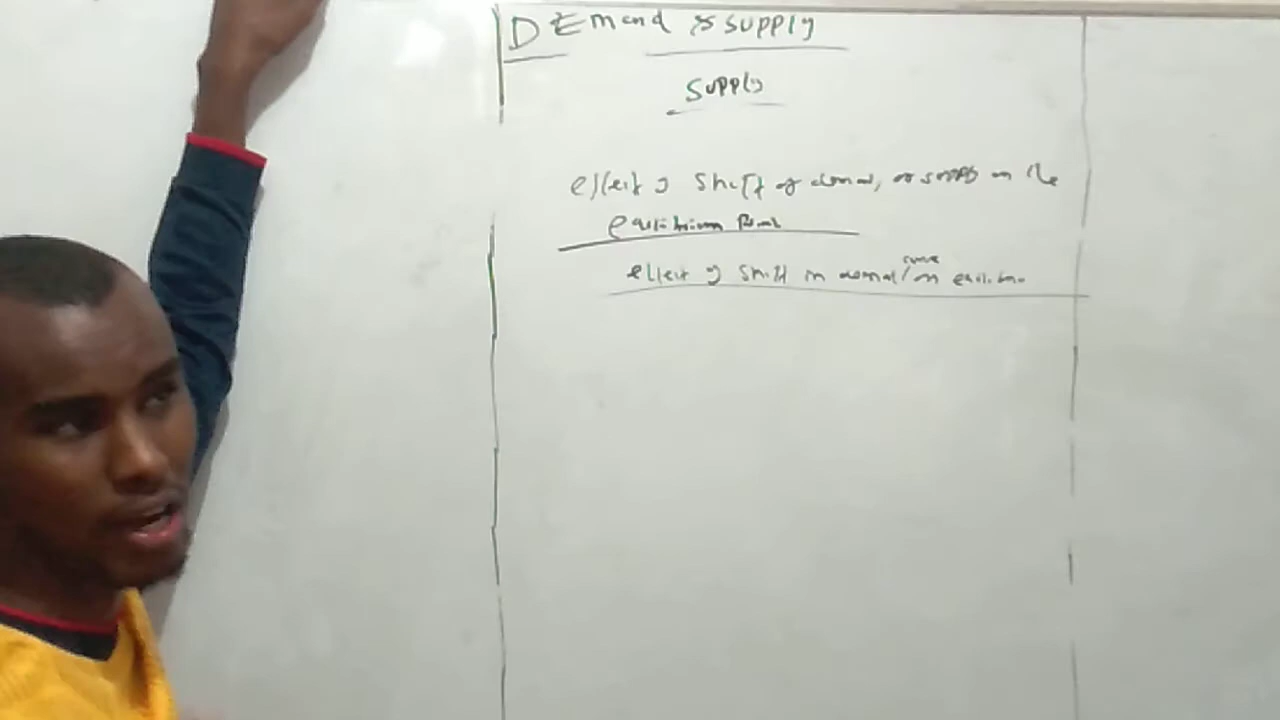 DEmand & supply
supply
effect of shift of demand, or supply on the
equilibrium Point
effect of shift in demand curve/on equilibrium